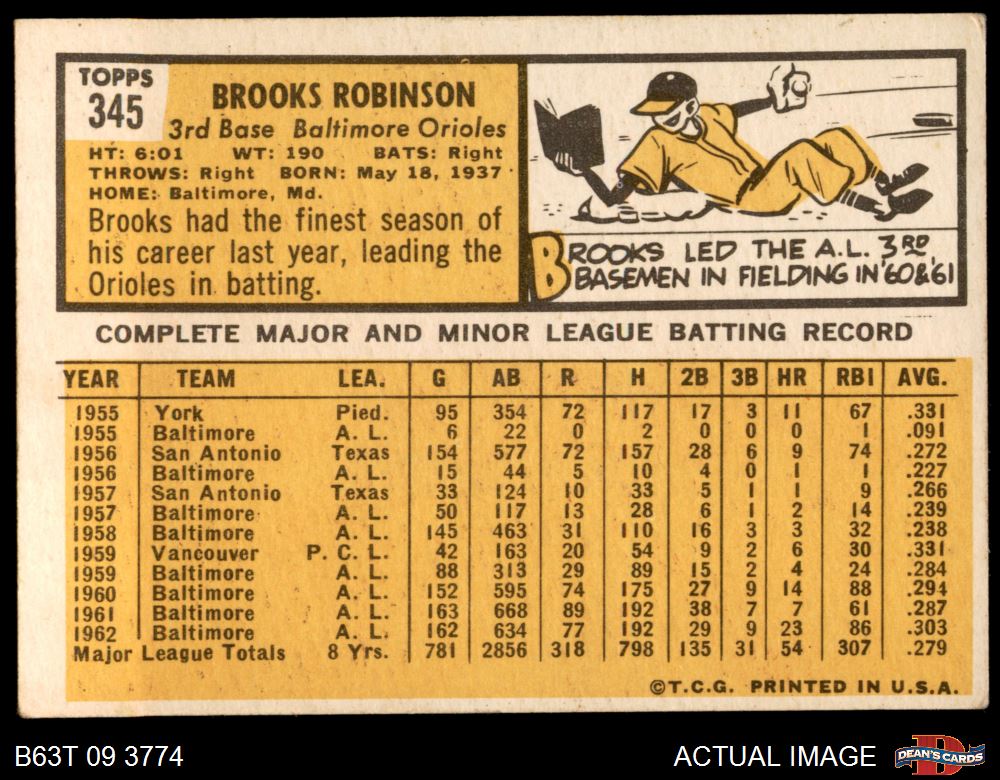 TOPPS
345
BROOKS ROBINSON
3rd Base Baltimore Orioles
HT: 6:01 WT: 190 BATS: Right
THROWS: Right BORN: May 18, 1937
HOME: Baltimore, Md.
Brooks had the finest season of
his career last year, leading the
Orioles in batting.
BROOKS LED THE A.L. 3RD
BASEMEN IN FIELDING IN '60 & '61
COMPLETE MAJOR AND MINOR LEAGUE BATTING RECORD
YEAR TEAM LEA. G AB R H 2B 3B HR RBI AVG.
1955 York Pied. 95 354 72 117 17 3 11 67 .331
1955 Baltimore A. L. 6 22 0 2 0 0 0 1 .091
1956 San Antonio Texas 154 577 72 157 28 6 9 74 .272
1956 Baltimore A. L. 15 44 5 10 4 0 1 1 .227
1957 San Antonio Texas 33 124 10 33 5 1 1 9 .266
1957 Baltimore A. L. 50 117 13 28 6 1 2 14 .239
1958 Baltimore A. L. 145 463 31 110 16 3 3 32 .238
1959 Vancouver P. C. L. 42 163 20 54 9 2 6 30 .331
1959 Baltimore A. L. 88 313 29 89 15 2 4 24 .284
1960 Baltimore A. L. 152 595 74 175 27 9 14 88 .294
1961 Baltimore A. L. 163 668 89 192 38 7 7 61 .287
1962 Baltimore A. L. 162 634 77 192 29 9 23 86 .303
Major League Totals 8 Yrs. 781 2856 318 798 135 31 54 307 .279
©T.C.G. PRINTED IN U.S.A.
B63T 09 3774
ACTUAL IMAGE
DEAN'S CARDS